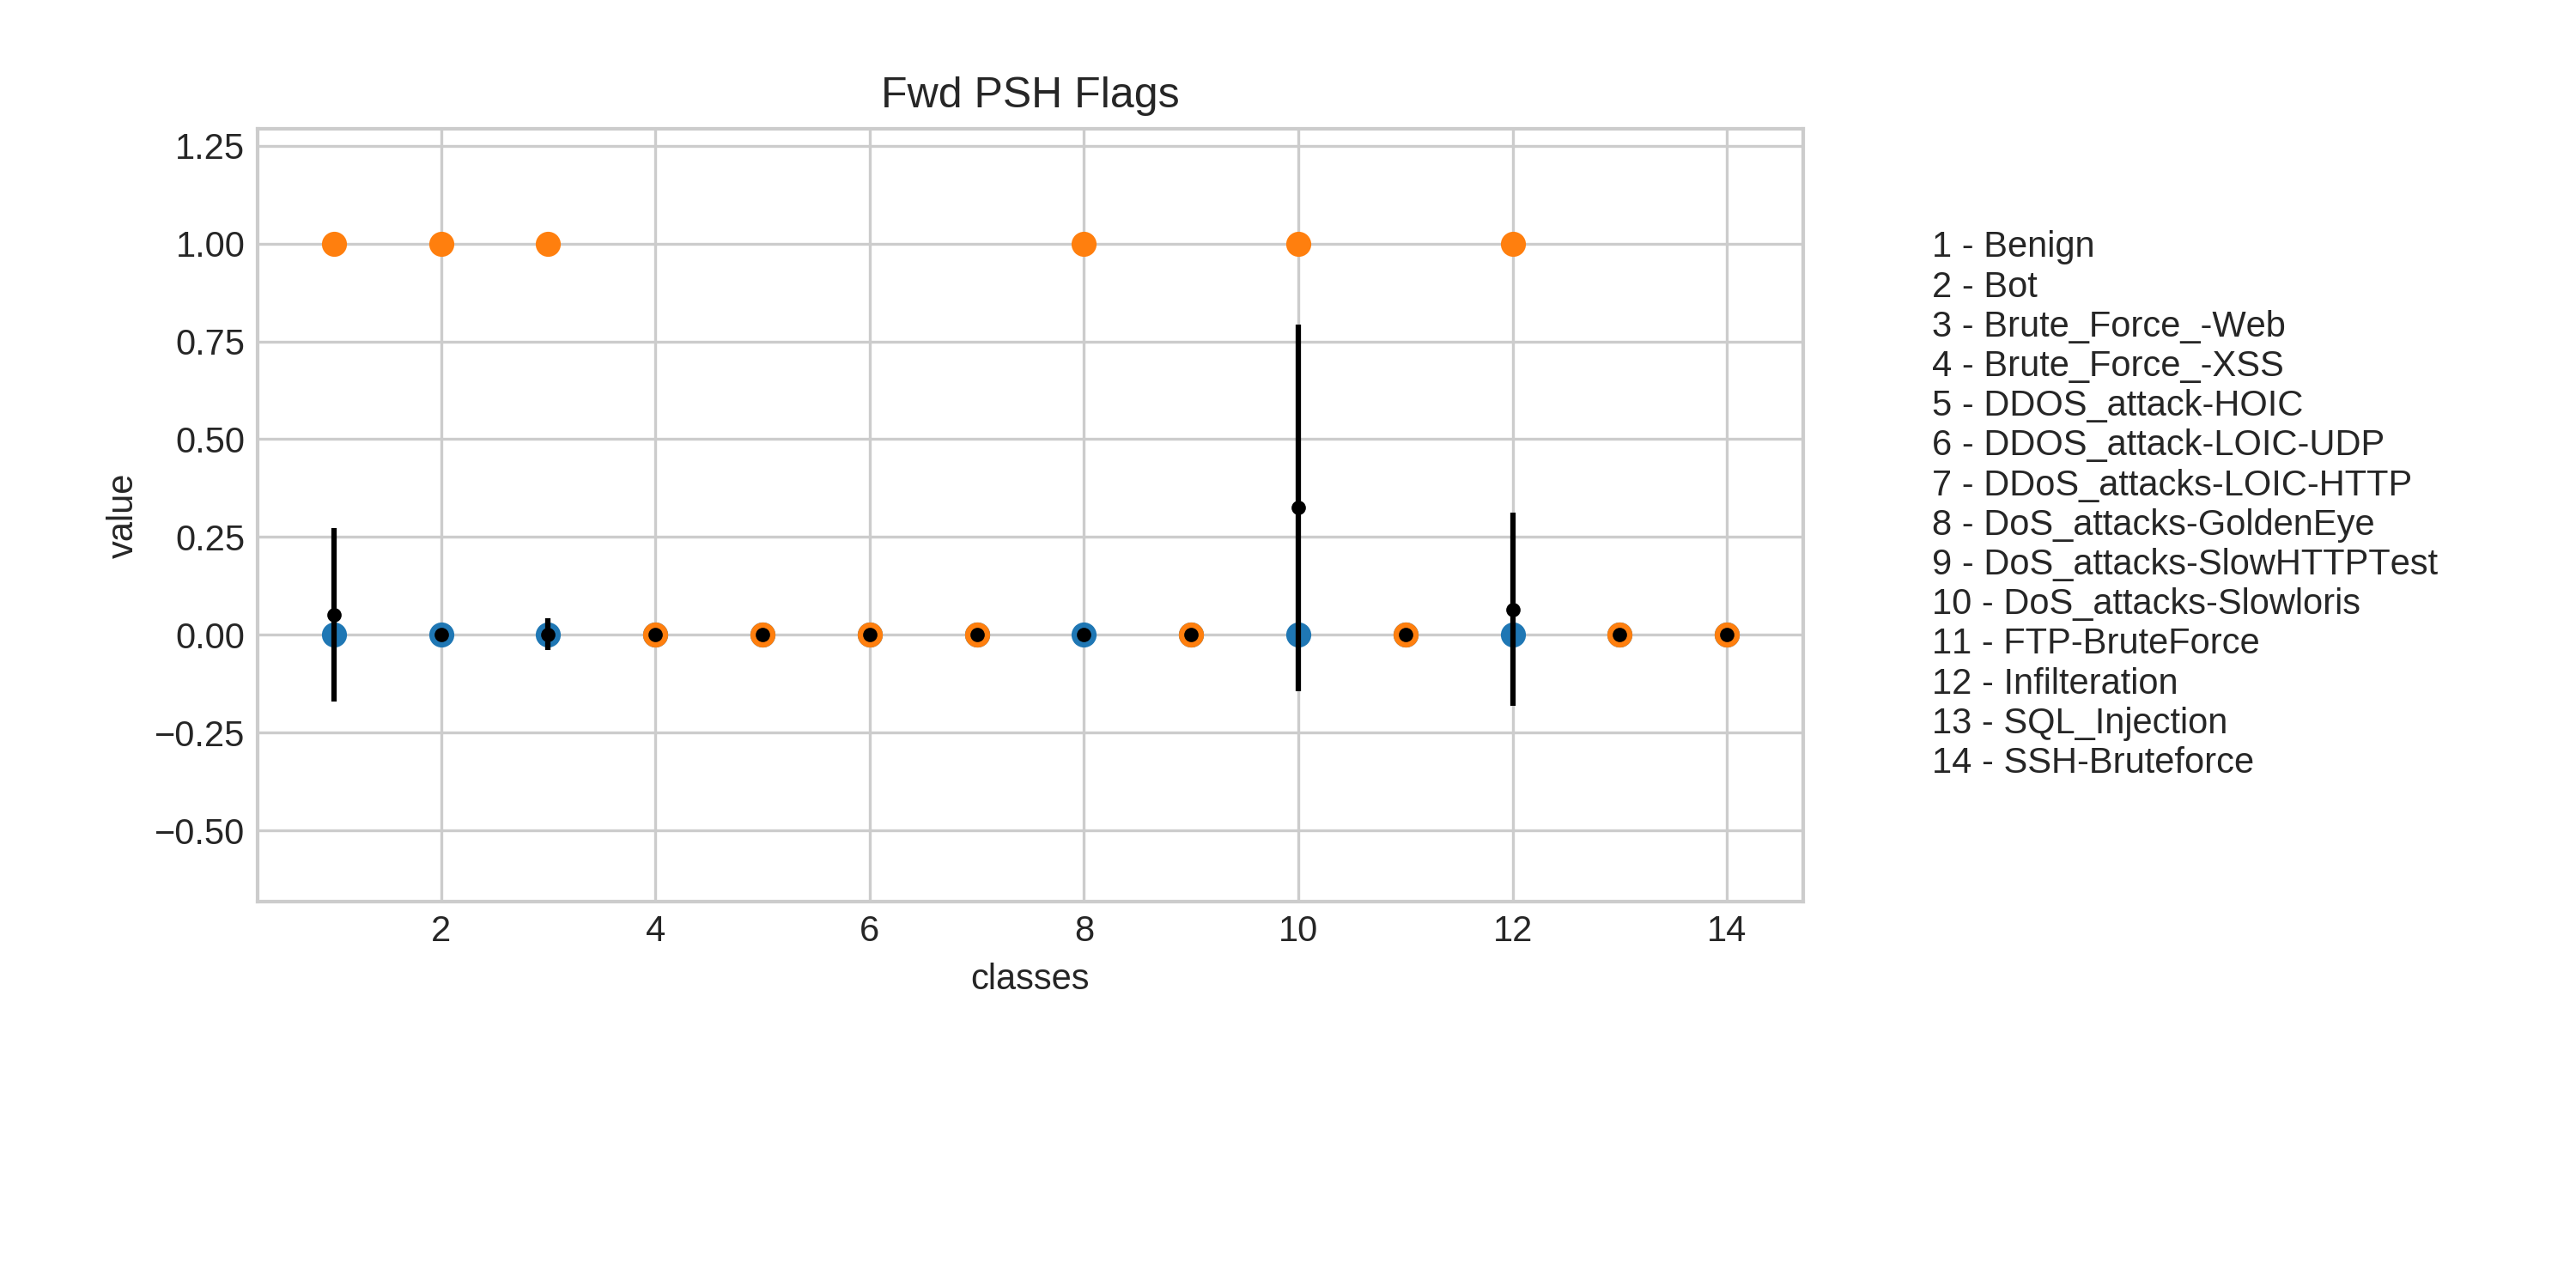 Fwd PSH Flags
1.25
1.00
0.75
0.50
0.25
0.00
−0.25
−0.50
value
2 4 6 8 10 12 14
classes
1 - Benign
2 - Bot
3 - Brute_Force_-Web
4 - Brute_Force_-XSS
5 - DDOS_attack-HOIC
6 - DDOS_attack-LOIC-UDP
7 - DDoS_attacks-LOIC-HTTP
8 - DoS_attacks-GoldenEye
9 - DoS_attacks-SlowHTTPTest
10 - DoS_attacks-Slowloris
11 - FTP-BruteForce
12 - Infilteration
13 - SQL_Injection
14 - SSH-Bruteforce